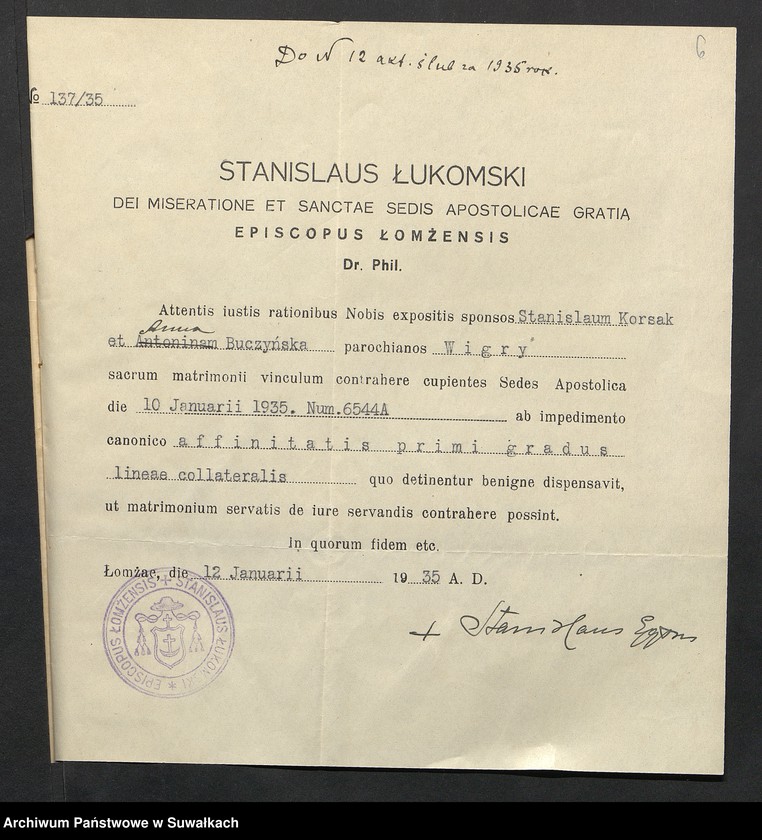 6
Do N 12 akt. ślub za 1935 rok.
No 137/35
STANISLAUS ŁUKOMSKI
DEI MISERATIONE ET SANCTAE SEDIS APOSTOLICAE GRATIA
EPISCOPUS ŁOMŻENSIS
Dr. Phil.
Attentis iustis rationibus Nobis expositis sponsos Stanislaum Korsak
Anna
et Antoninam Buczyńska parochianos Wigry
sacrum matrimonii vinculum contrahere cupientes Sedes Apostolica
die 10 Januarii 1935. Num.6544A ab impedimento
canonico affinitatis primi gradus
lineae collateralis quo detinentur benigne dispensavit,
ut matrimonium servatis de iure servandis contrahere possint.
In quorum fidem etc.
Łomżae, die 12 Januarii 19 35 A. D.
+ Stanislaus
STANISLAUS ŁUKOMSKI * EPISCOPUS ŁOMŻENSIS +
Archiwum Państwowe w Suwałkach